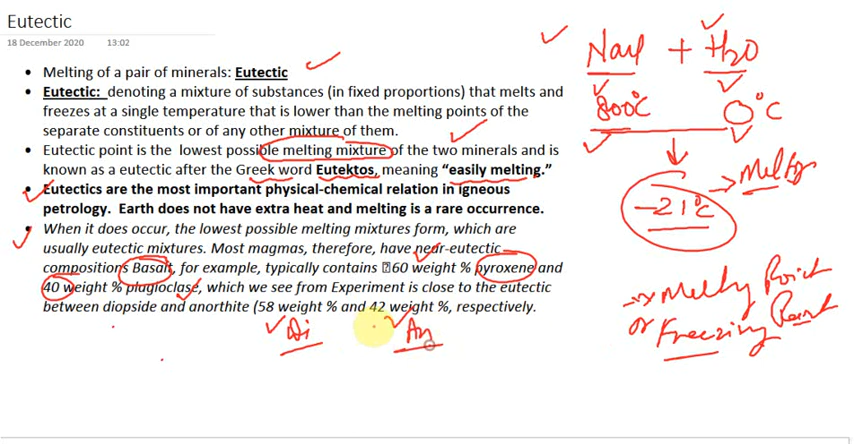 Eutectic
18 December 2020 13:02
• Melting of a pair of minerals: Eutectic
• Eutectic: denoting a mixture of substances (in fixed proportions) that melts and
freezes at a single temperature that is lower than the melting points of the
separate constituents or of any other mixture of them.
• Eutectic point is the lowest possible melting mixture of the two minerals and is
known as a eutectic after the Greek word Eutektos, meaning “easily melting.”
• Eutectics are the most important physical-chemical relation in igneous
petrology. Earth does not have extra heat and melting is a rare occurrence.
• When it does occur, the lowest possible melting mixtures form, which are
usually eutectic mixtures. Most magmas, therefore, have near-eutectic
compositions Basalt, for example, typically contains 60 weight % pyroxene and
40 weight % plagioclase, which we see from Experiment is close to the eutectic
between diopside and anorthite (58 weight % and 42 weight %, respectively.
Di An
NaCl + H2O
800°C 0°C
-21°C
Melting Point
or Freezing Point